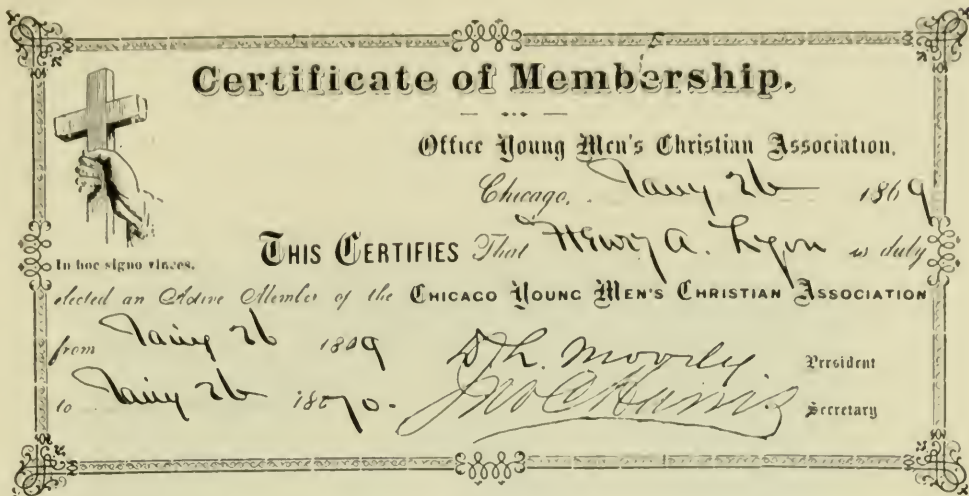 Certificate of Membership.
Office Young Men's Christian Association,
Chicago, Jany 26 1869
In hoc signo vinces.
THIS CERTIFIES That Henry A. Lyon is duly
elected an Active Member of the CHICAGO YOUNG MEN'S CHRISTIAN ASSOCIATION
from Jany 26 1869 D. L. Moody. President
to Jany 26 1870. Jno C Harris Secretary